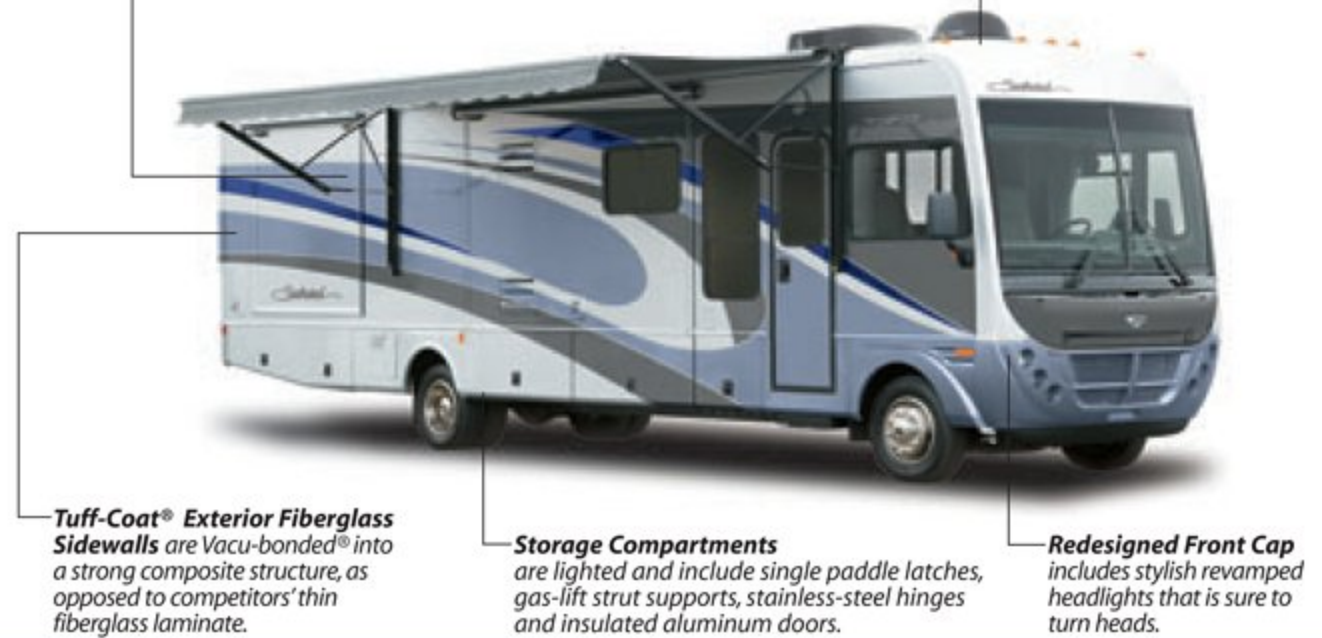 Tuff-Coat® Exterior Fiberglass
Sidewalls are Vacu-bonded® into
a strong composite structure, as
opposed to competitors' thin
fiberglass laminate.
Storage Compartments
are lighted and include single paddle latches,
gas-lift strut supports, stainless-steel hinges
and insulated aluminum doors.
Redesigned Front Cap
includes stylish revamped
headlights that is sure to
turn heads.